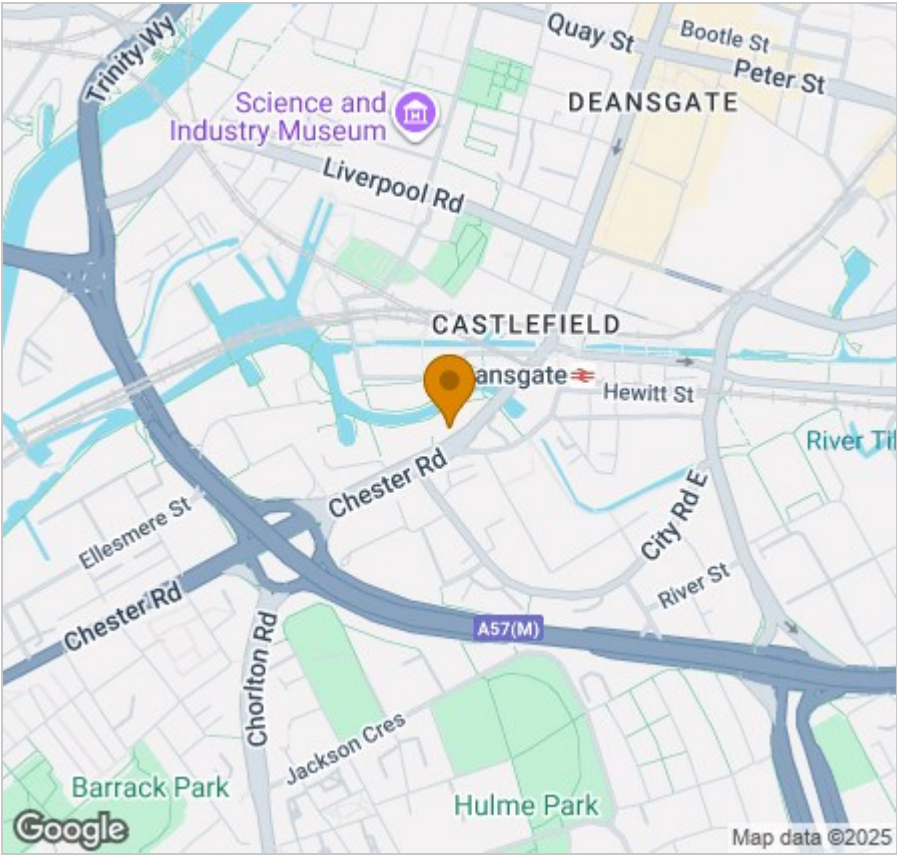 Trinity Wy
Quay St
Bootle St
Peter St
DEANSGATE
Science and
Industry Museum
Liverpool Rd
CASTLEFIELD
ansgate
Hewitt St
River Til
Chester Rd
City Rd E
Ellesmere St
River St
Chester Rd
A57(M)
Chorlton Rd
Jackson Cres
Barrack Park
Hulme Park
Google
Map data ©2025